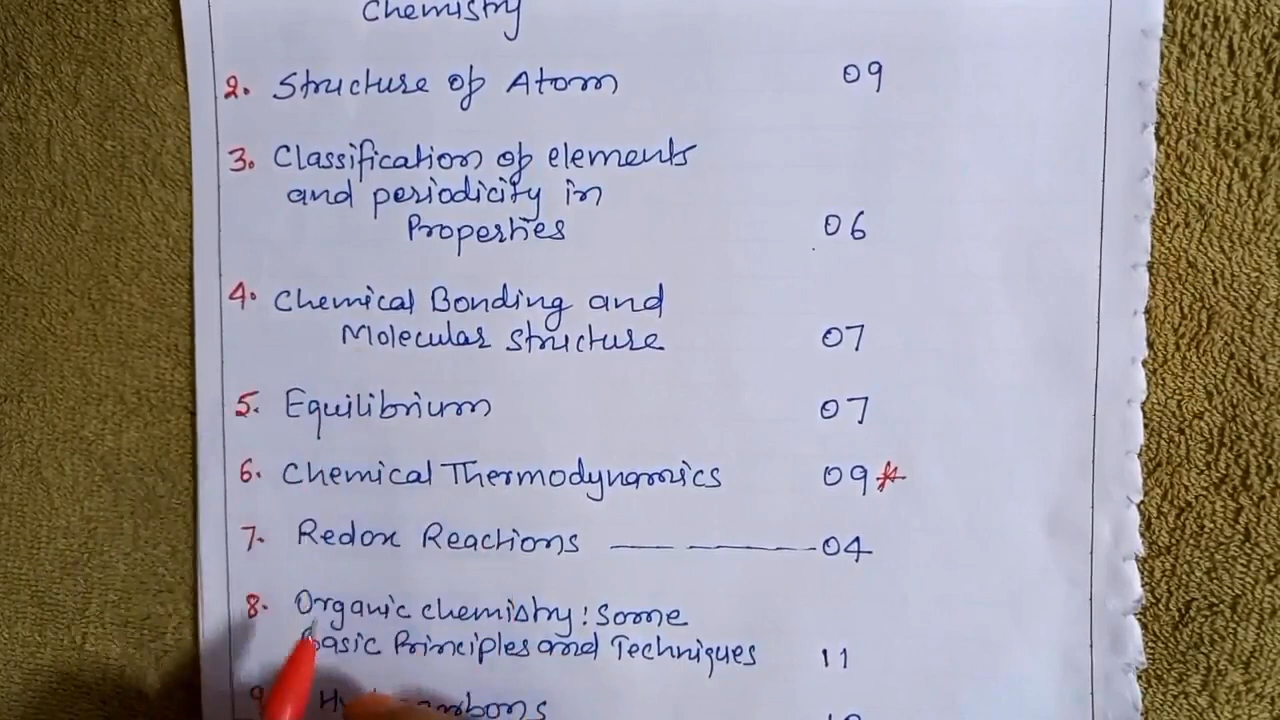 Chemistry
2. Structure of Atom 09
3. Classification of elements
and periodicity in
Properties 06
4. Chemical Bonding and
Molecular structure 07
5. Equilibrium 07
6. Chemical Thermodynamics 09*
7. Redox Reactions — ——— 04
8. Organic chemistry : Some
Basic Principles and Techniques 11
9